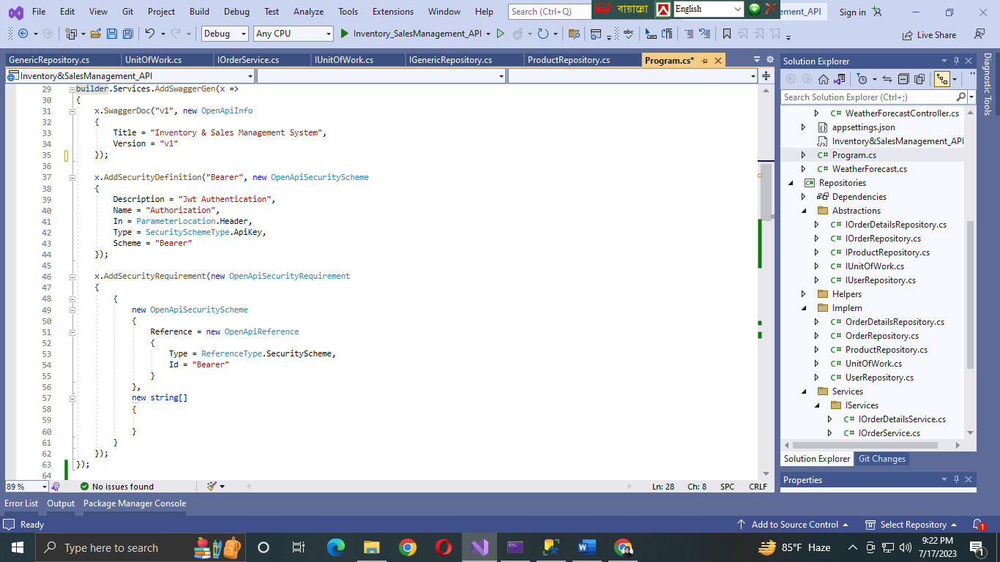 File Edit View Git Project Build Debug Test Analyze Tools Extensions Window Help Search (Ctrl+Q) বায়ান্নো English ement_API Sign in
Debug Any CPU Inventory_SalesManagement_API Live Share
GenericRepository.cs UnitOfWork.cs IOrderService.cs IUnitOfWork.cs IGenericRepository.cs ProductRepository.cs Program.cs*
Inventory&SalesManagement_API
29 builder.Services.AddSwaggerGen(x =>
30 {
31 x.SwaggerDoc("v1", new OpenApiInfo
32 {
33 Title = "Inventory & Sales Management System",
34 Version = "v1"
35 });
36
37 x.AddSecurityDefinition("Bearer", new OpenApiSecurityScheme
38 {
39 Description = "Jwt Authentication",
40 Name = "Authorization",
41 In = ParameterLocation.Header,
42 Type = SecuritySchemeType.ApiKey,
43 Scheme = "Bearer"
44 });
45
46 x.AddSecurityRequirement(new OpenApiSecurityRequirement
47 {
48 {
49 new OpenApiSecurityScheme
50 {
51 Reference = new OpenApiReference
52 {
53 Type = ReferenceType.SecurityScheme,
54 Id = "Bearer"
55 }
56 },
57 new string[]
58 {
59
60 }
61 }
62 });
63 });
64
89 % No issues found Ln: 28 Ch: 8 SPC CRLF
Solution Explorer
Search Solution Explorer (Ctrl+;)
C# WeatherForecastController.cs
appsettings.json
Inventory&SalesManagement_API
C# Program.cs
C# WeatherForecast.cs
C# Repositories
Dependencies
Abstractions
C# IOrderDetailsRepository.cs
C# IOrderRepository.cs
C# IProductRepository.cs
C# IUnitOfWork.cs
C# IUserRepository.cs
Helpers
Implem
C# OrderDetailsRepository.cs
C# OrderRepository.cs
C# ProductRepository.cs
C# UnitOfWork.cs
C# UserRepository.cs
Services
IServices
C# IOrderDetailsService.cs
C# IOrderService.cs
Solution Explorer Git Changes
Properties
Diagnostic Tools
Error List Output Package Manager Console
Ready Add to Source Control Select Repository 1
Type here to search 85°F Haze 9:22 PM
7/17/2023 1